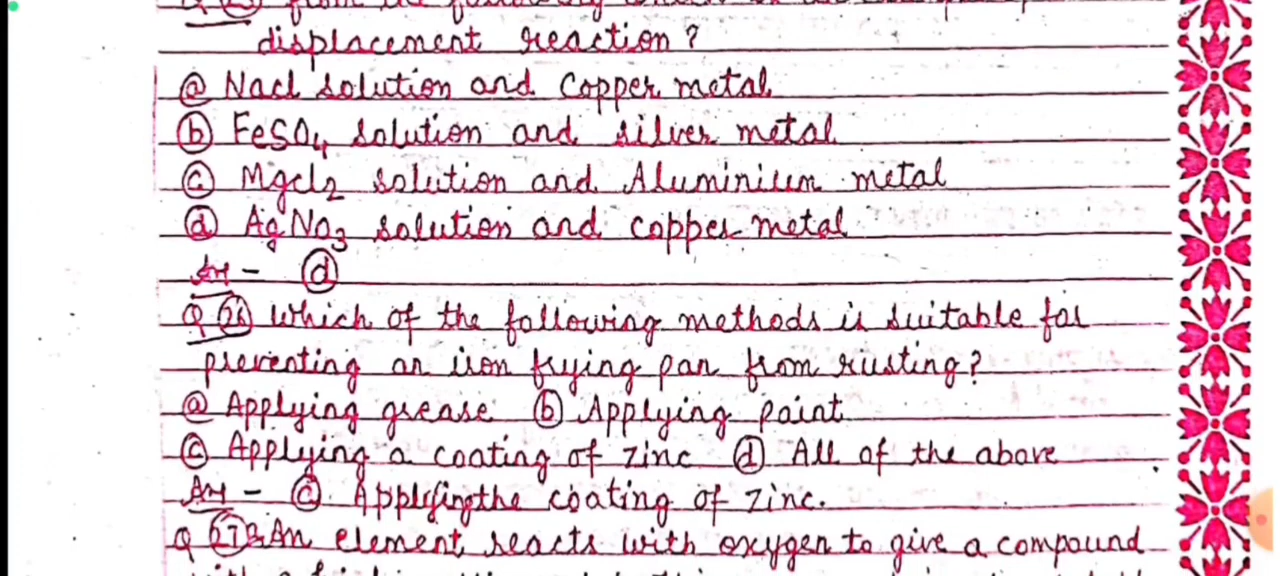 displacement reaction?
(a) Nacl solution and Copper metal
(b) FeSO4 solution and silver metal
(c) Mgcl2 solution and Aluminium metal
(d) AgNO3 solution and copper metal
Ans - (d)
Q which of the following methods is suitable for
preventing an iron frying pan from rusting?
(a) Applying grease (b) Applying paint
(c) Applying a coating of zinc (d) All of the above
Ans - (c) Applying the coating of zinc.
Q An element reacts with oxygen to give a compound